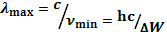 λmax = c/νmin = hc/ΔW